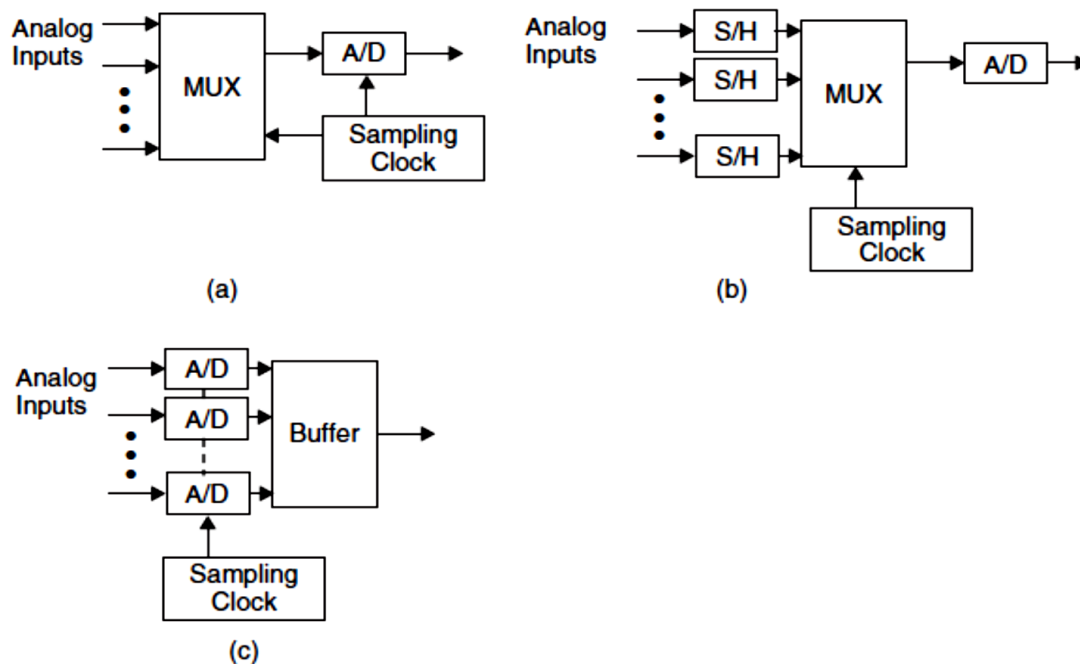 Analog
Inputs
MUX
A/D
Sampling
Clock
(a)
Analog
Inputs
S/H
S/H
S/H
MUX
A/D
Sampling
Clock
(b)
Analog
Inputs
A/D
A/D
A/D
Buffer
Sampling
Clock
(c)